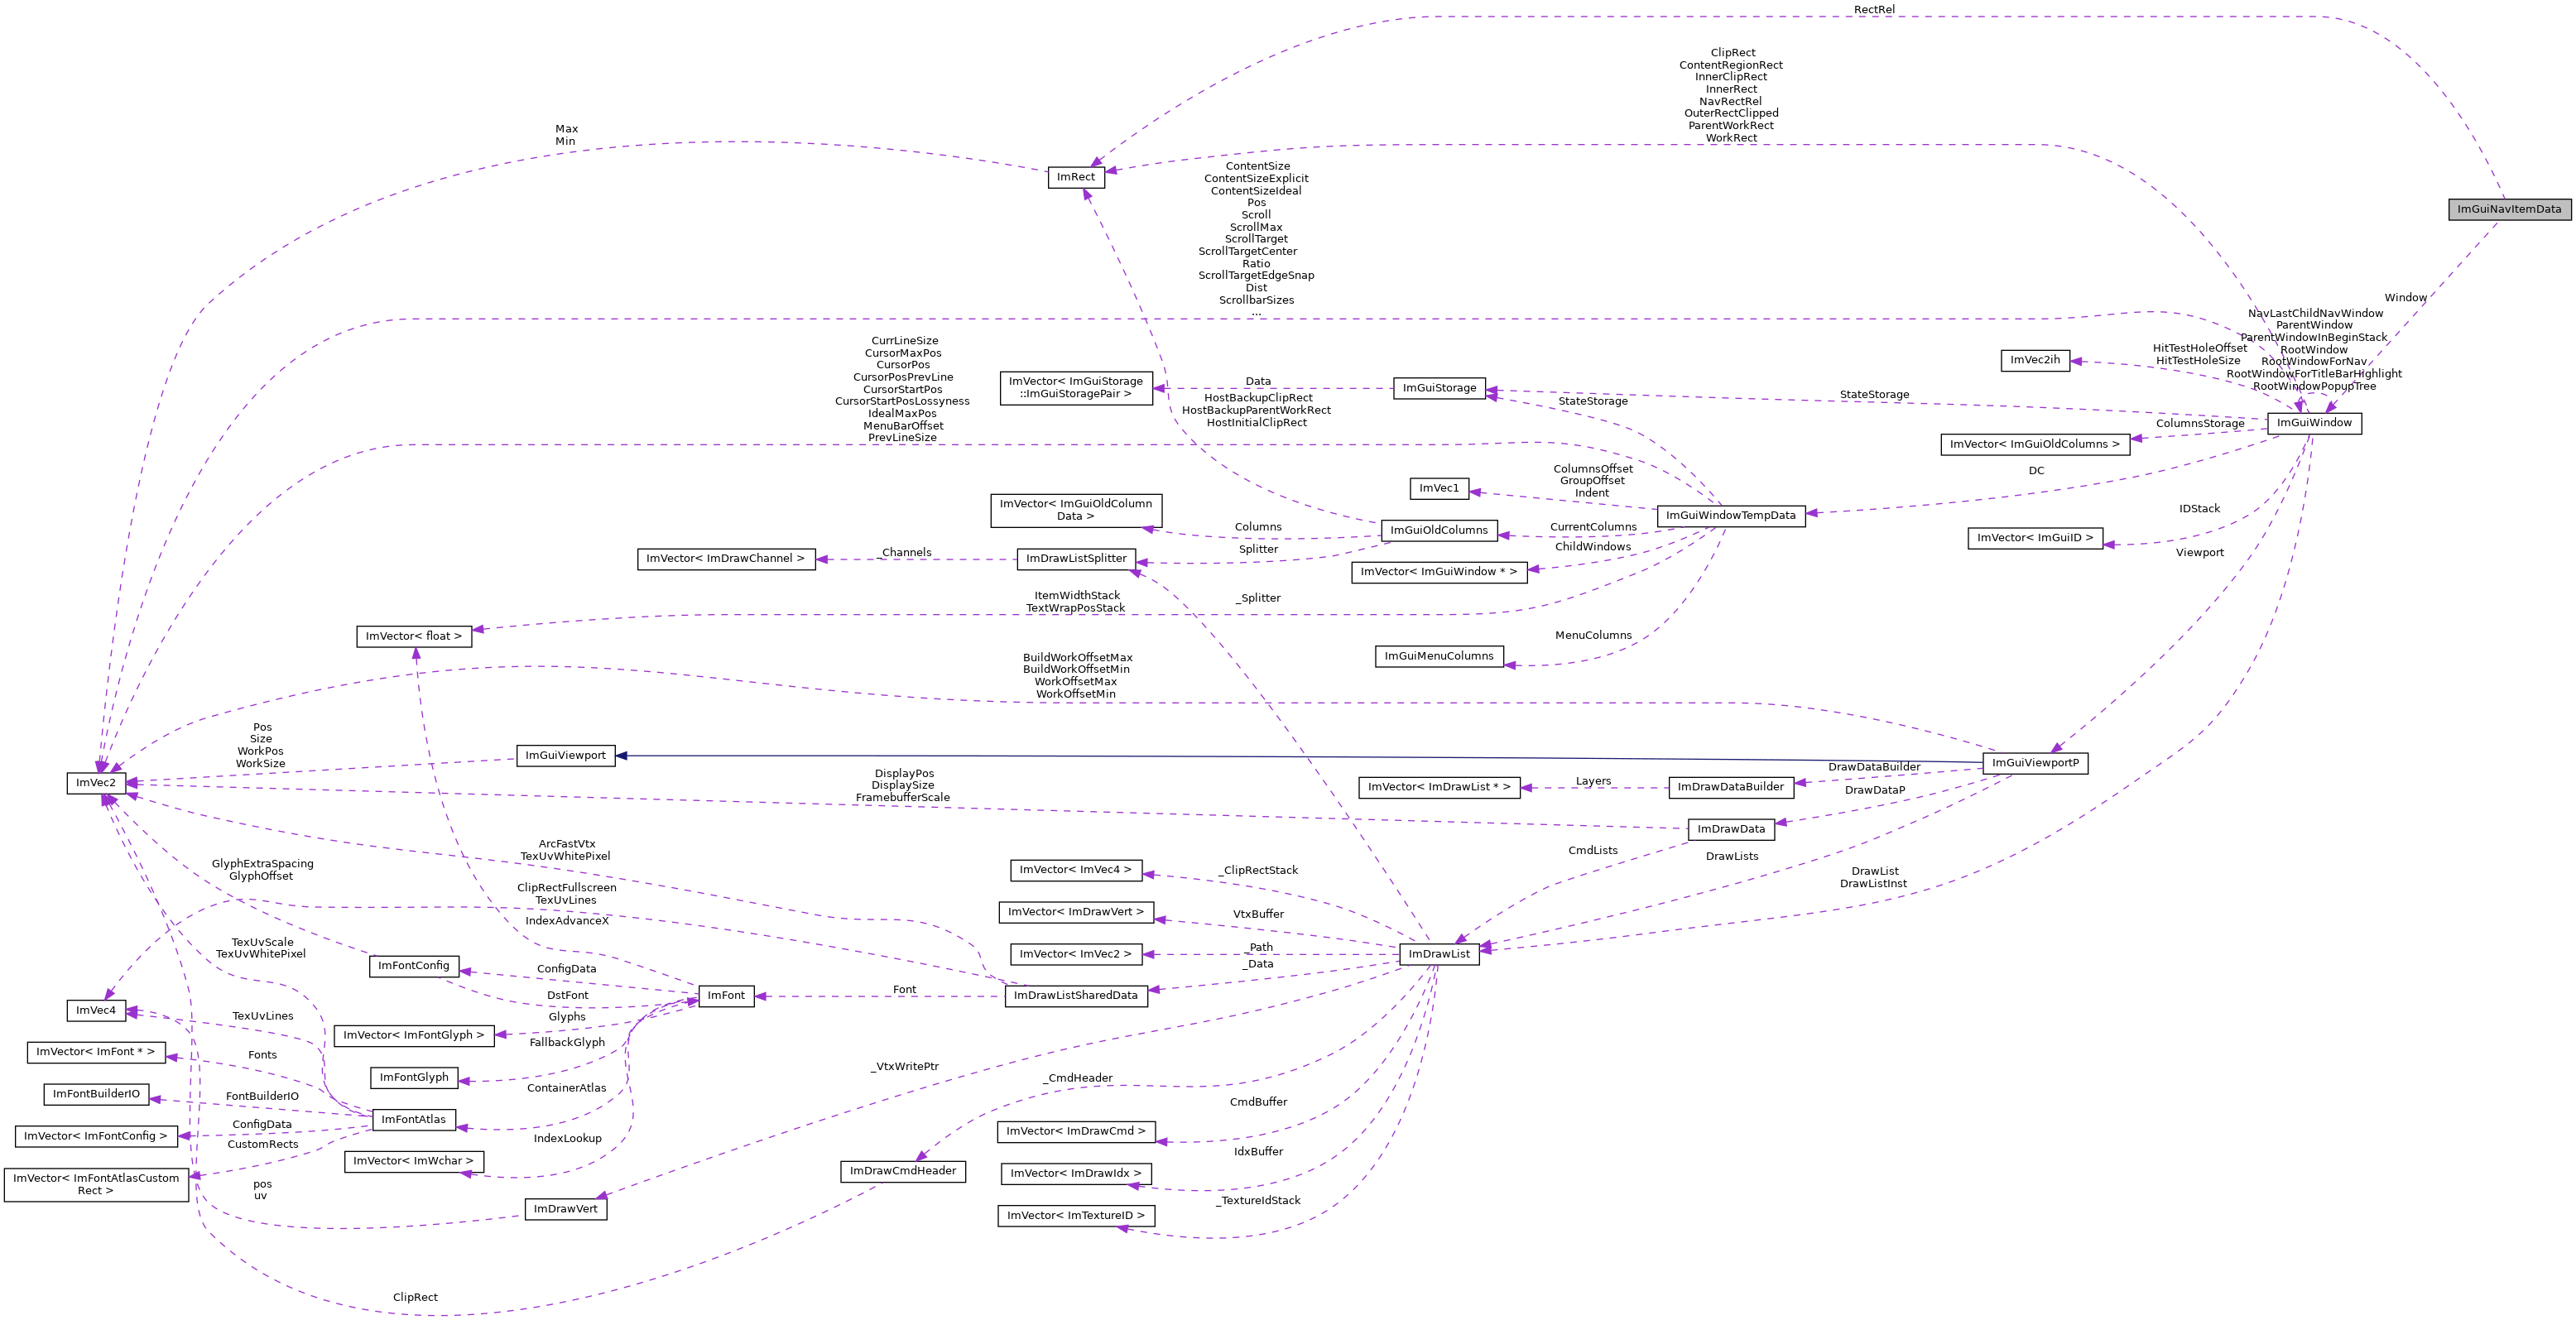 RectRel
ClipRect
ContentRegionRect
InnerClipRect
InnerRect
NavRectRel
OuterRectClipped
ParentWorkRect
WorkRect
Max
Min
ImRect
ImGuiNavItemData
ContentSize
ContentSizeExplicit
ContentSizeIdeal
Pos
Scroll
ScrollMax
ScrollTarget
ScrollTargetCenter
Ratio
ScrollTargetEdgeSnap
Dist
ScrollbarSizes
...
Window
NavLastChildNavWindow
ParentWindow
ParentWindowInBeginStack
RootWindow
RootWindowForNav
RootWindowForTitleBarHighlight
RootWindowPopupTree
HitTestHoleOffset
HitTestHoleSize
ImVec2ih
CurrLineSize
CursorMaxPos
CursorPos
CursorPosPrevLine
CursorStartPos
CursorStartPosLossyness
IdealMaxPos
MenuBarOffset
PrevLineSize
ImVector< ImGuiStorage
::ImGuiStoragePair >
Data
ImGuiStorage
StateStorage
StateStorage
HostBackupClipRect
HostBackupParentWorkRect
HostInitialClipRect
ImGuiWindow
ColumnsStorage
ImVector< ImGuiOldColumns >
DC
ColumnsOffset
GroupOffset
Indent
ImVec1
ImGuiWindowTempData
ImVector< ImGuiOldColumn
Data >
Columns
ImGuiOldColumns
CurrentColumns
IDStack
ImVector< ImGuiID >
Viewport
ImVector< ImDrawChannel >
_Channels
ImDrawListSplitter
Splitter
ChildWindows
ImVector< ImGuiWindow * >
ItemWidthStack
TextWrapPosStack
_Splitter
ImVector< float >
MenuColumns
ImGuiMenuColumns
BuildWorkOffsetMax
BuildWorkOffsetMin
WorkOffsetMax
WorkOffsetMin
Pos
Size
WorkPos
WorkSize
ImGuiViewport
ImGuiViewportP
ImVec2
DisplayPos
DisplaySize
FramebufferScale
DrawDataBuilder
ImVector< ImDrawList * >
Layers
ImDrawDataBuilder
DrawDataP
ImDrawData
CmdLists
DrawLists
DrawList
DrawListInst
ArcFastVtx
TexUvWhitePixel
GlyphExtraSpacing
GlyphOffset
ClipRectFullscreen
TexUvLines
IndexAdvanceX
ImVector< ImVec4 >
_ClipRectStack
ImVector< ImDrawVert >
VtxBuffer
ImVector< ImVec2 >
_Path
_Data
ImDrawList
TexUvScale
TexUvWhitePixel
ImFontConfig
ConfigData
DstFont
ImFont
Font
ImDrawListSharedData
ImVec4
TexUvLines
ImVector< ImFontGlyph >
Glyphs
FallbackGlyph
ImVector< ImFont * >
Fonts
ImFontGlyph
ContainerAtlas
_VtxWritePtr
_CmdHeader
ImFontBuilderIO
FontBuilderIO
ImFontAtlas
CmdBuffer
ImVector< ImFontConfig >
ConfigData
CustomRects
IndexLookup
ImVector< ImDrawCmd >
ImVector< ImWchar >
IdxBuffer
ImDrawCmdHeader
ImVector< ImDrawIdx >
ImVector< ImFontAtlasCustom
Rect >
pos
uv
ImDrawVert
_TextureIdStack
ImVector< ImTextureID >
ClipRect